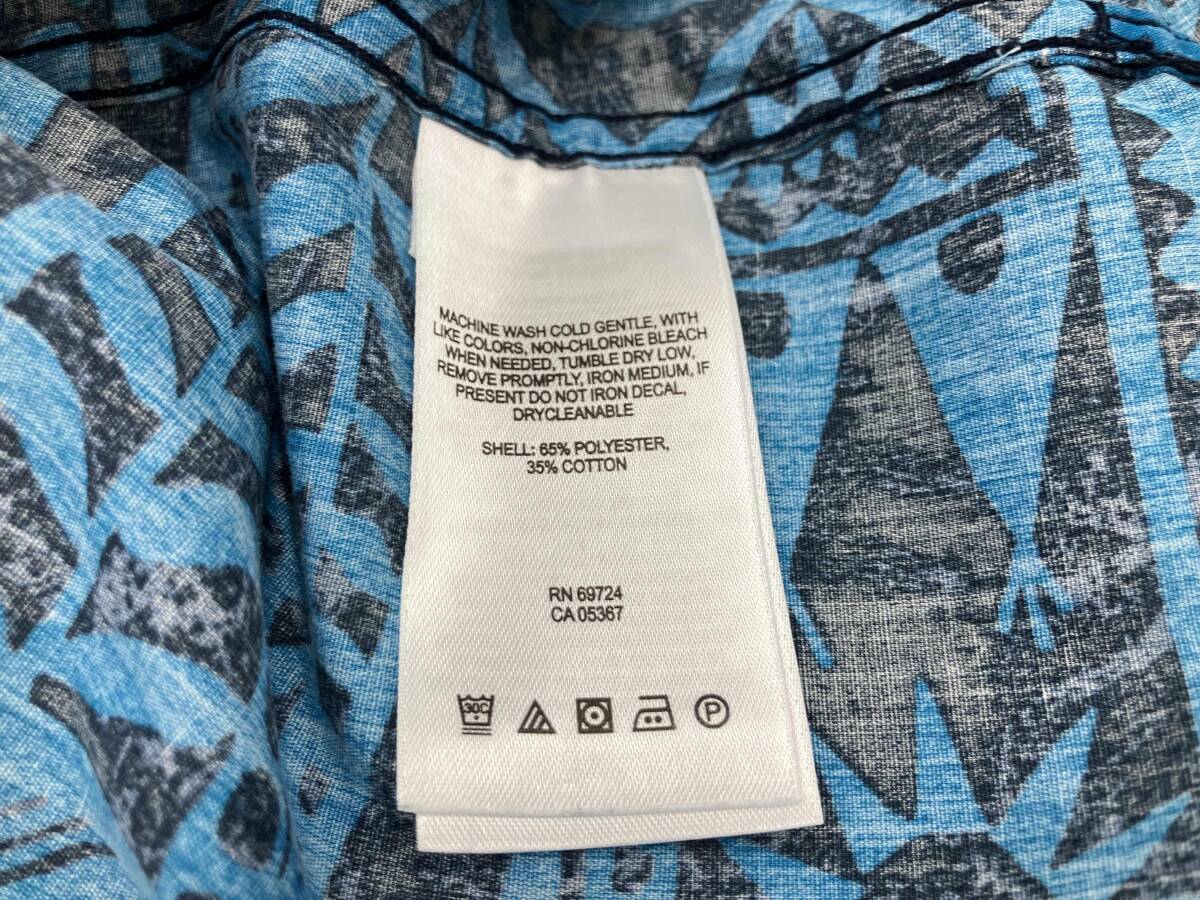 MACHINE WASH COLD GENTLE, WITH
LIKE COLORS, NON-CHLORINE BLEACH
WHEN NEEDED, TUMBLE DRY LOW,
REMOVE PROMPTLY, IRON MEDIUM, IF
PRESENT DO NOT IRON DECAL,
DRYCLEANABLE
SHELL: 65% POLYESTER,
35% COTTON
RN 69724
CA 05367
30C P